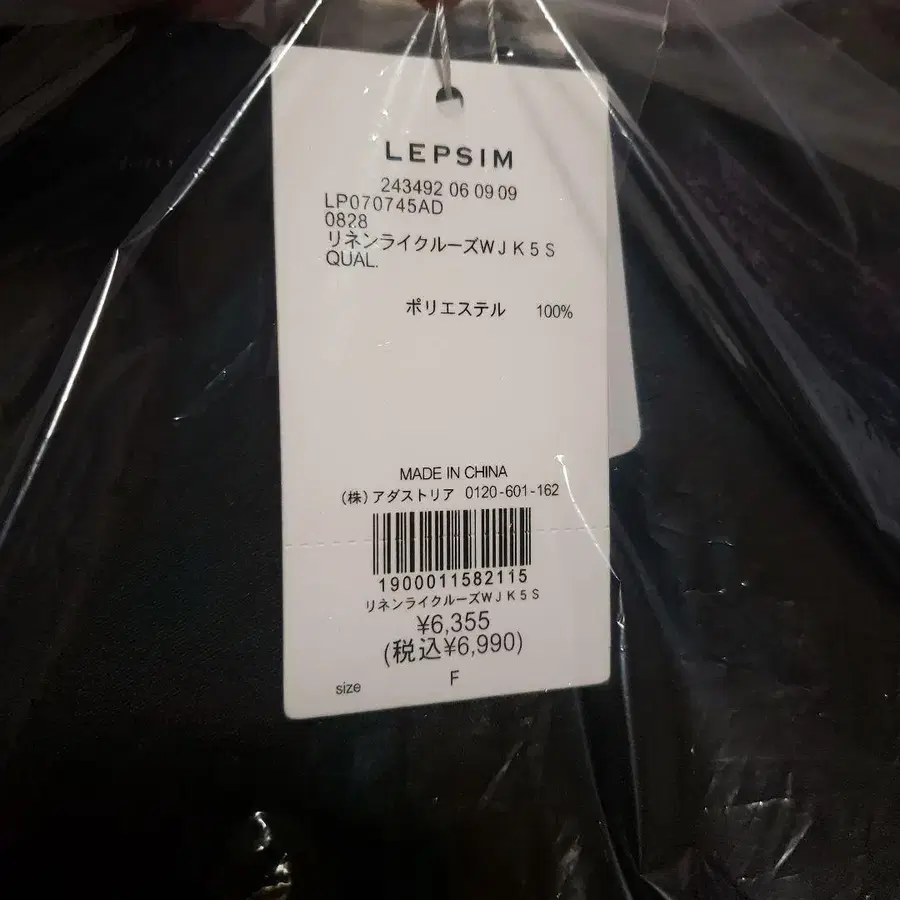 LEPSIM
243492 06 09 09
LP070745AD
0828
リネンライクルーズWJK5S
QUAL.
ポリエステル 100%
MADE IN CHINA
(株)アダストリア 0120-601-162
1900011582115
リネンライクルーズWJK5S
¥6,355
(税込¥6,990)
size F